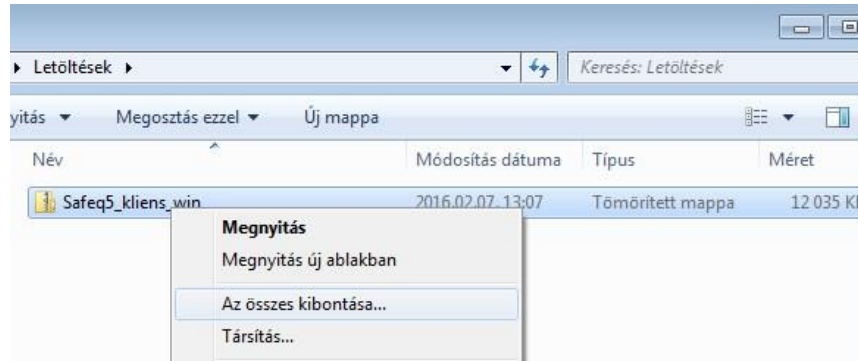 Letöltések
Keresés: Letöltések
yitás Megosztás ezzel Új mappa
Név Módosítás dátuma Típus Méret
Safeq5_kliens_win 2016.02.07. 13:07 Tömörített mappa 12 035 K
Megnyitás
Megnyitás új ablakban
Az összes kibontása...
Társítás...